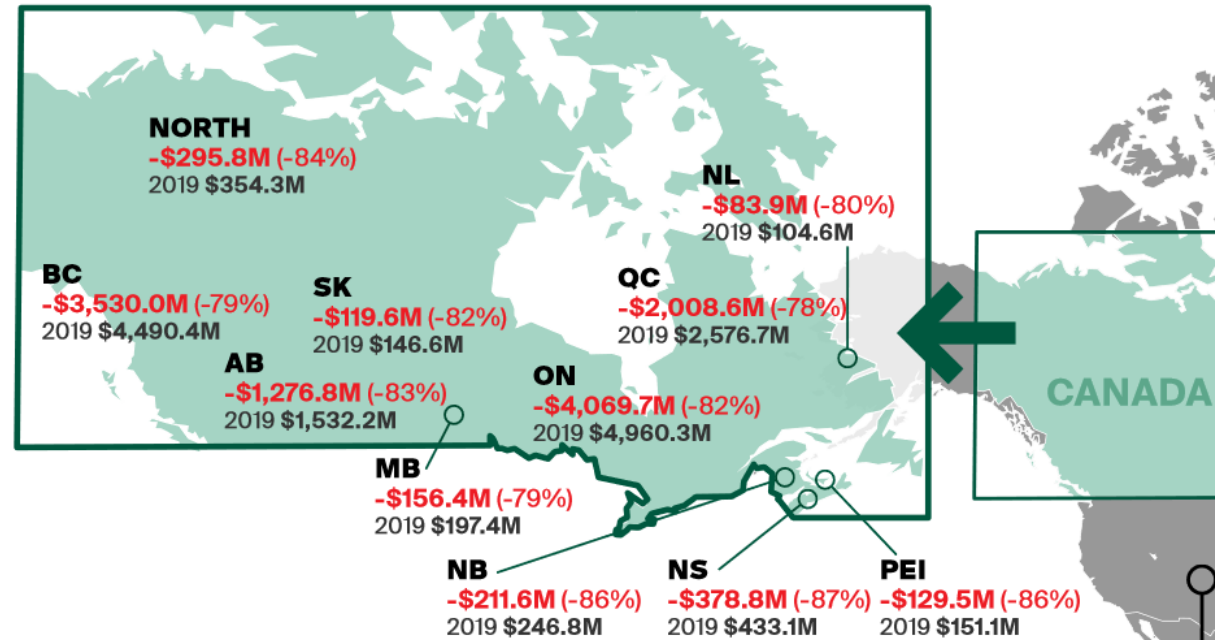 NORTH
-$295.8M (-84%)
2019 $354.3M
NL
-$83.9M (-80%)
2019 $104.6M
BC
-$3,530.0M (-79%)
2019 $4,490.4M
SK
-$119.6M (-82%)
2019 $146.6M
QC
-$2,008.6M (-78%)
2019 $2,576.7M
AB
-$1,276.8M (-83%)
2019 $1,532.2M
ON
-$4,069.7M (-82%)
2019 $4,960.3M
CANADA
MB
-$156.4M (-79%)
2019 $197.4M
NB
-$211.6M (-86%)
2019 $246.8M
NS
-$378.8M (-87%)
2019 $433.1M
PEI
-$129.5M (-86%)
2019 $151.1M